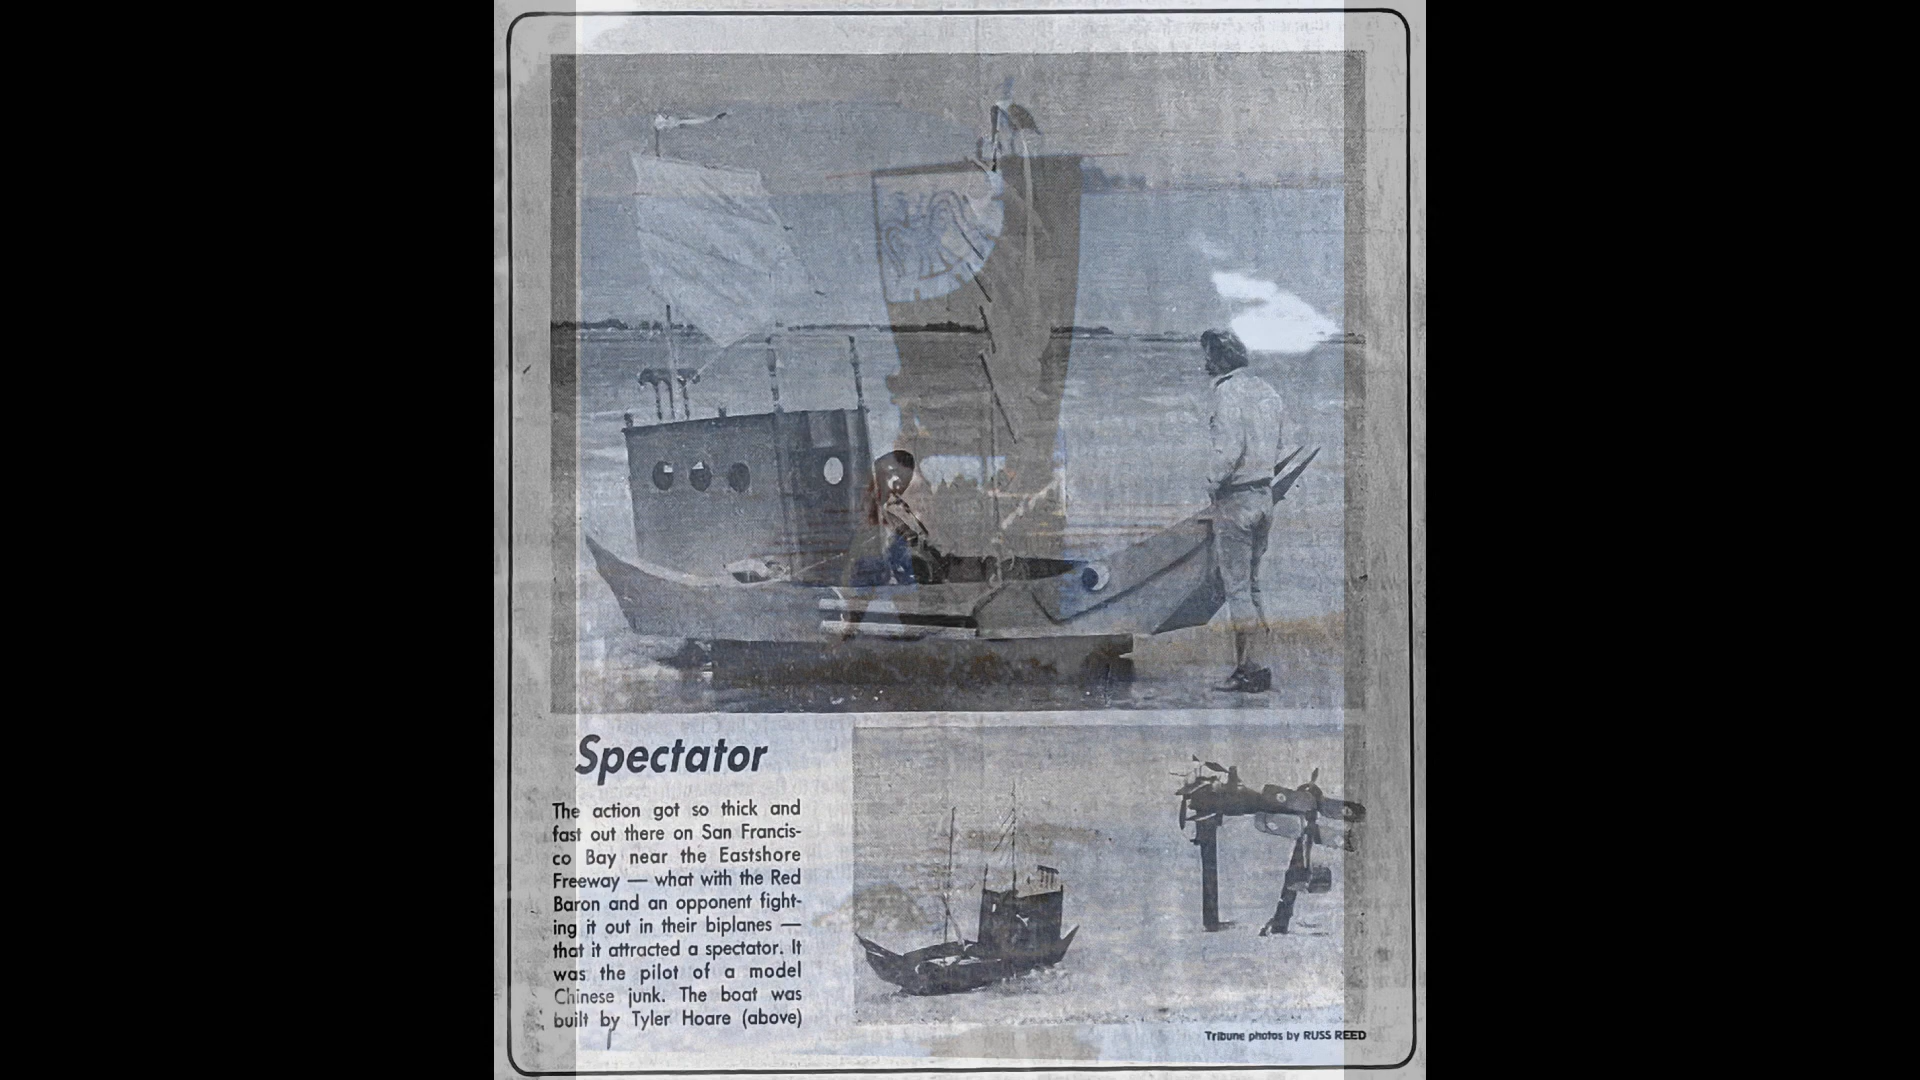 Spectator
The action got so thick and
fast out there on San Francis-
co Bay near the Eastshore
Freeway — what with the Red
Baron and an opponent fight-
ing it out in their biplanes —
that it attracted a spectator. It
was the pilot of a model
Chinese junk. The boat was
built by Tyler Hoare (above)
Tribune photos by RUSS REED